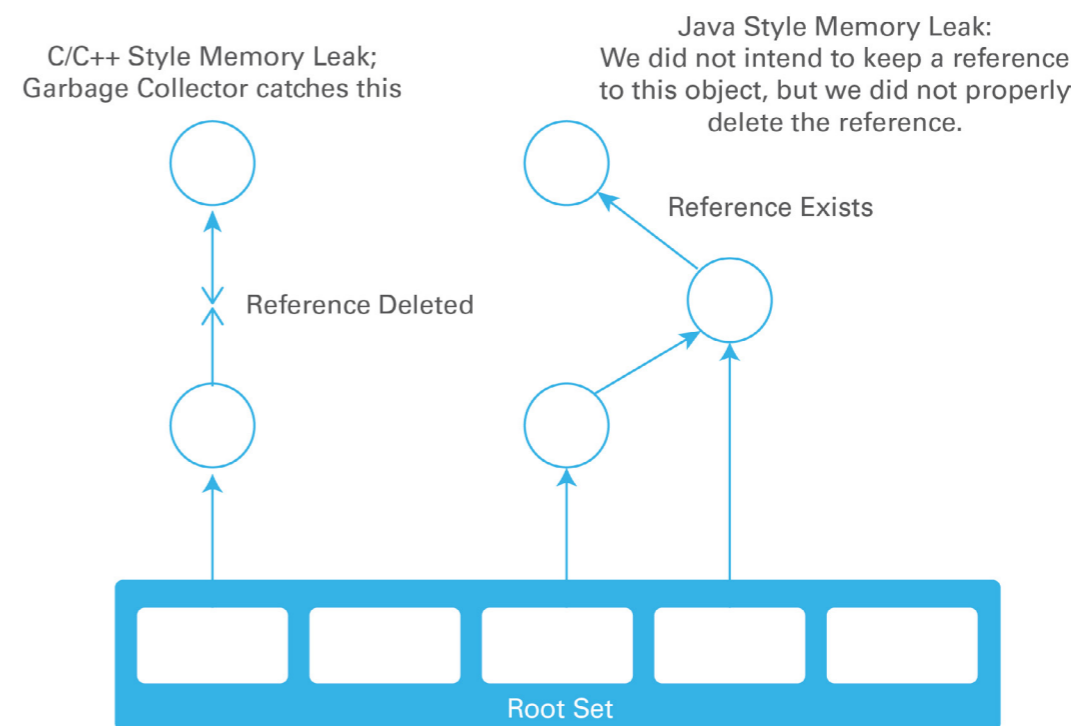 C/C++ Style Memory Leak;
Garbage Collector catches this
Java Style Memory Leak:
We did not intend to keep a reference
to this object, but we did not properly
delete the reference.
Reference Exists
Reference Deleted
Root Set